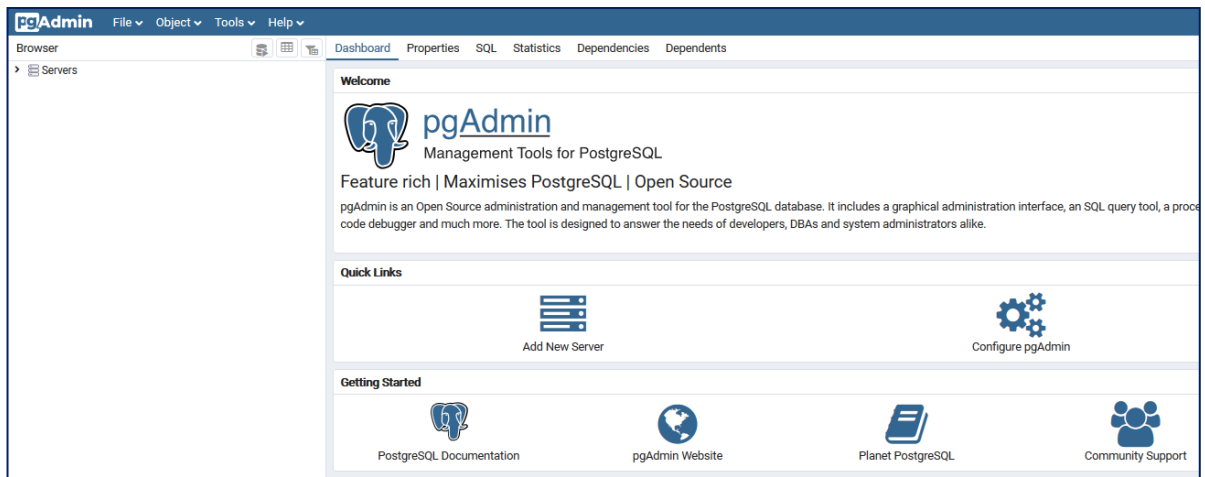 pgAdmin File Object Tools Help
Browser
Dashboard Properties SQL Statistics Dependencies Dependents
Servers
Welcome
pgAdmin
Management Tools for PostgreSQL
Feature rich | Maximises PostgreSQL | Open Source
pgAdmin is an Open Source administration and management tool for the PostgreSQL database. It includes a graphical administration interface, an SQL query tool, a proce
code debugger and much more. The tool is designed to answer the needs of developers, DBAs and system administrators alike.
Quick Links
Add New Server
Configure pgAdmin
Getting Started
PostgreSQL Documentation
pgAdmin Website
Planet PostgreSQL
Community Support